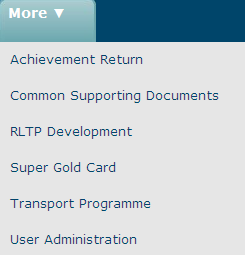 More ▼
Achievement Return
Common Supporting Documents
RLTP Development
Super Gold Card
Transport Programme
User Administration